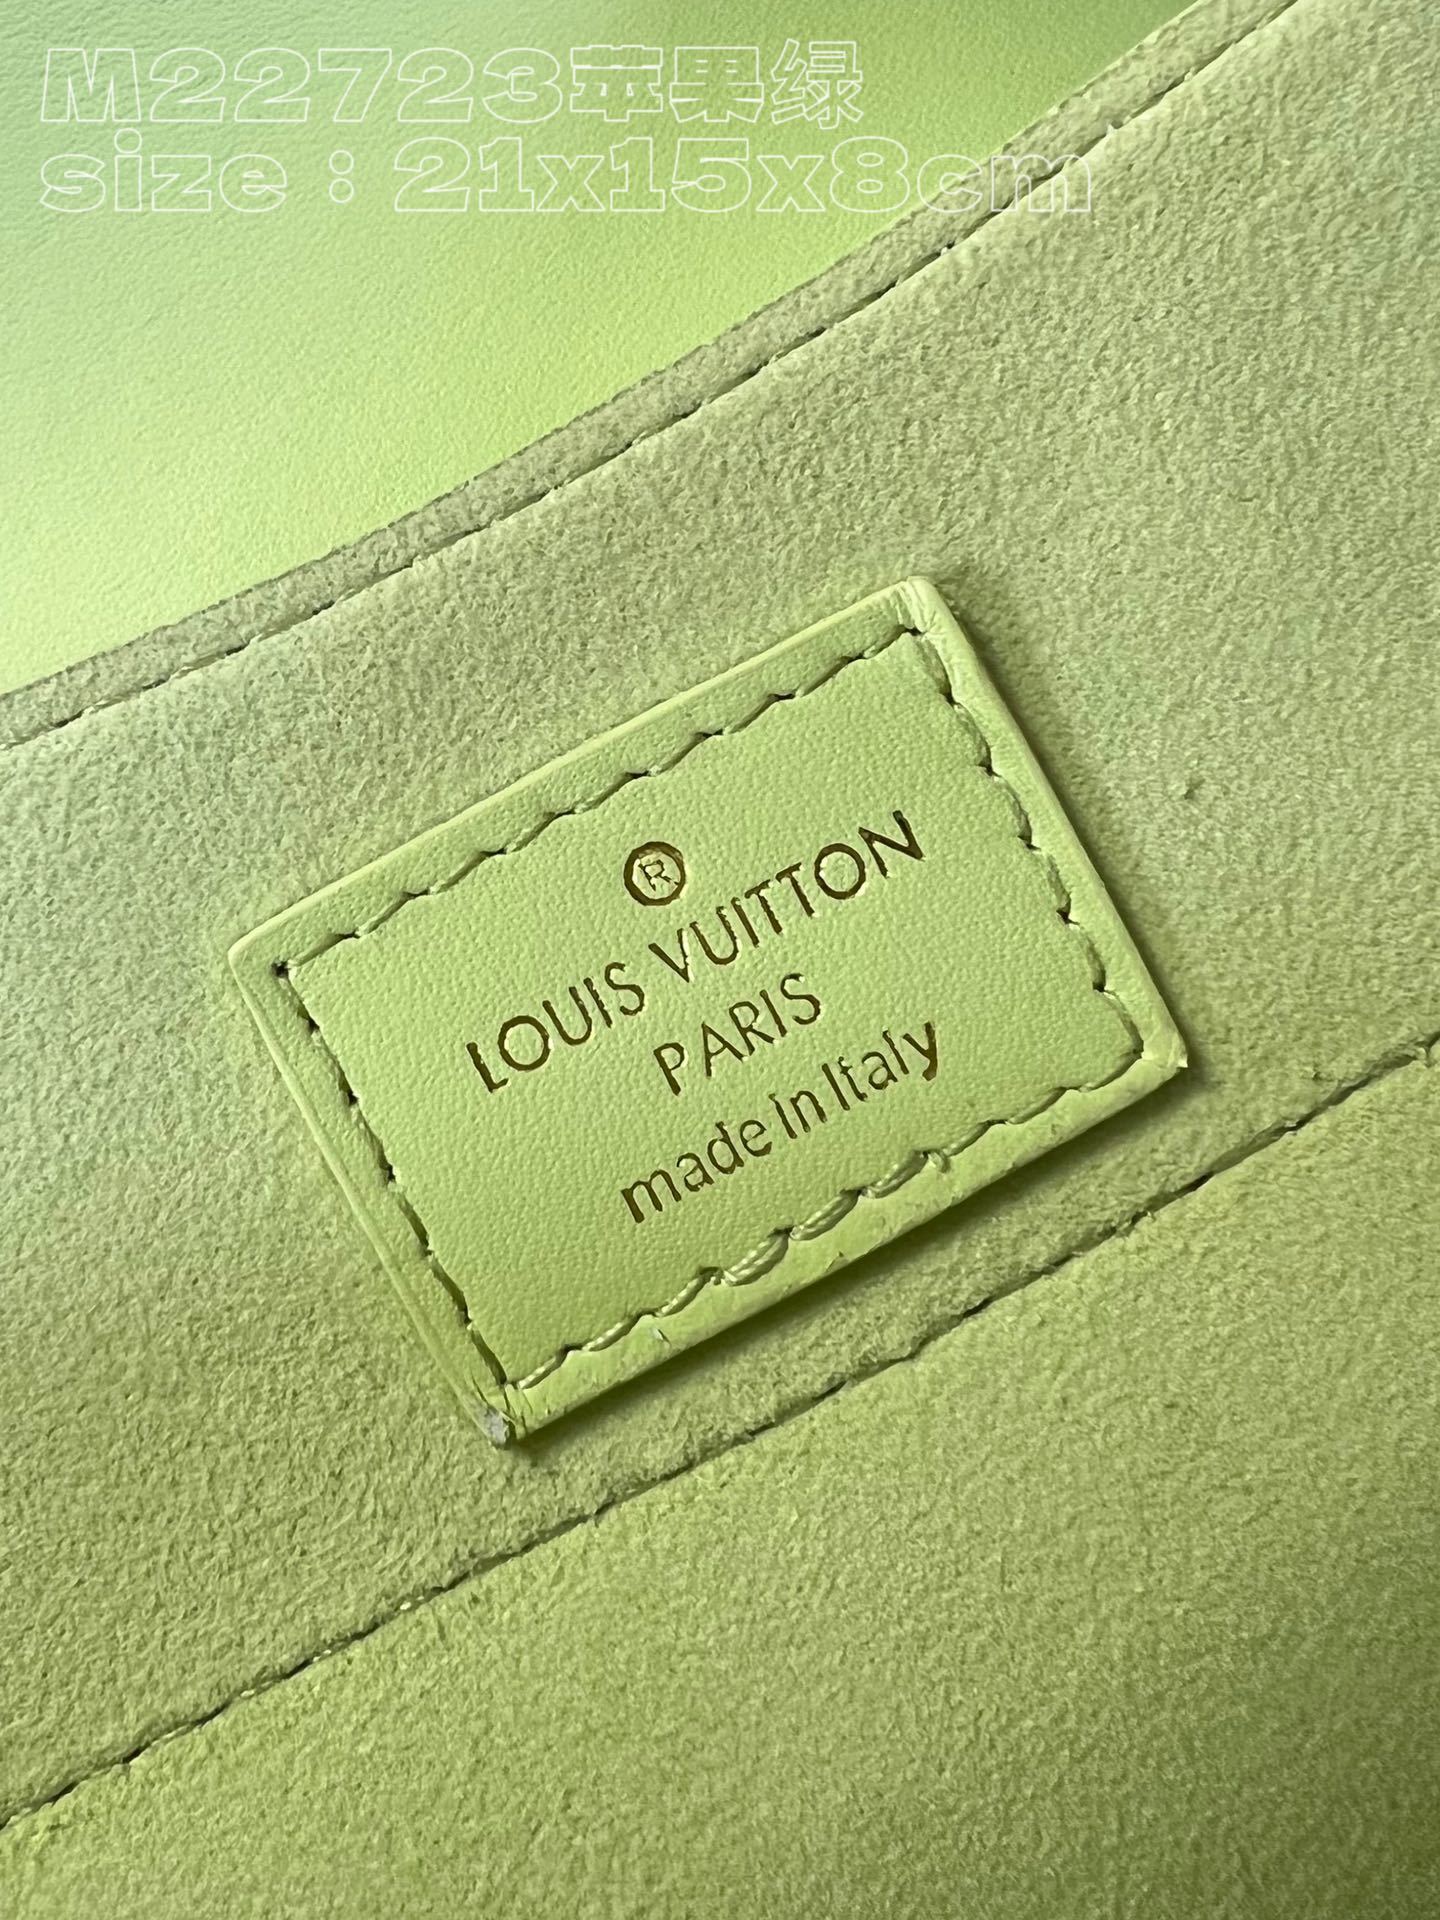 M22723苹果绿
size：21x15x8cm
®
LOUIS VUITTON
PARIS
made in Italy